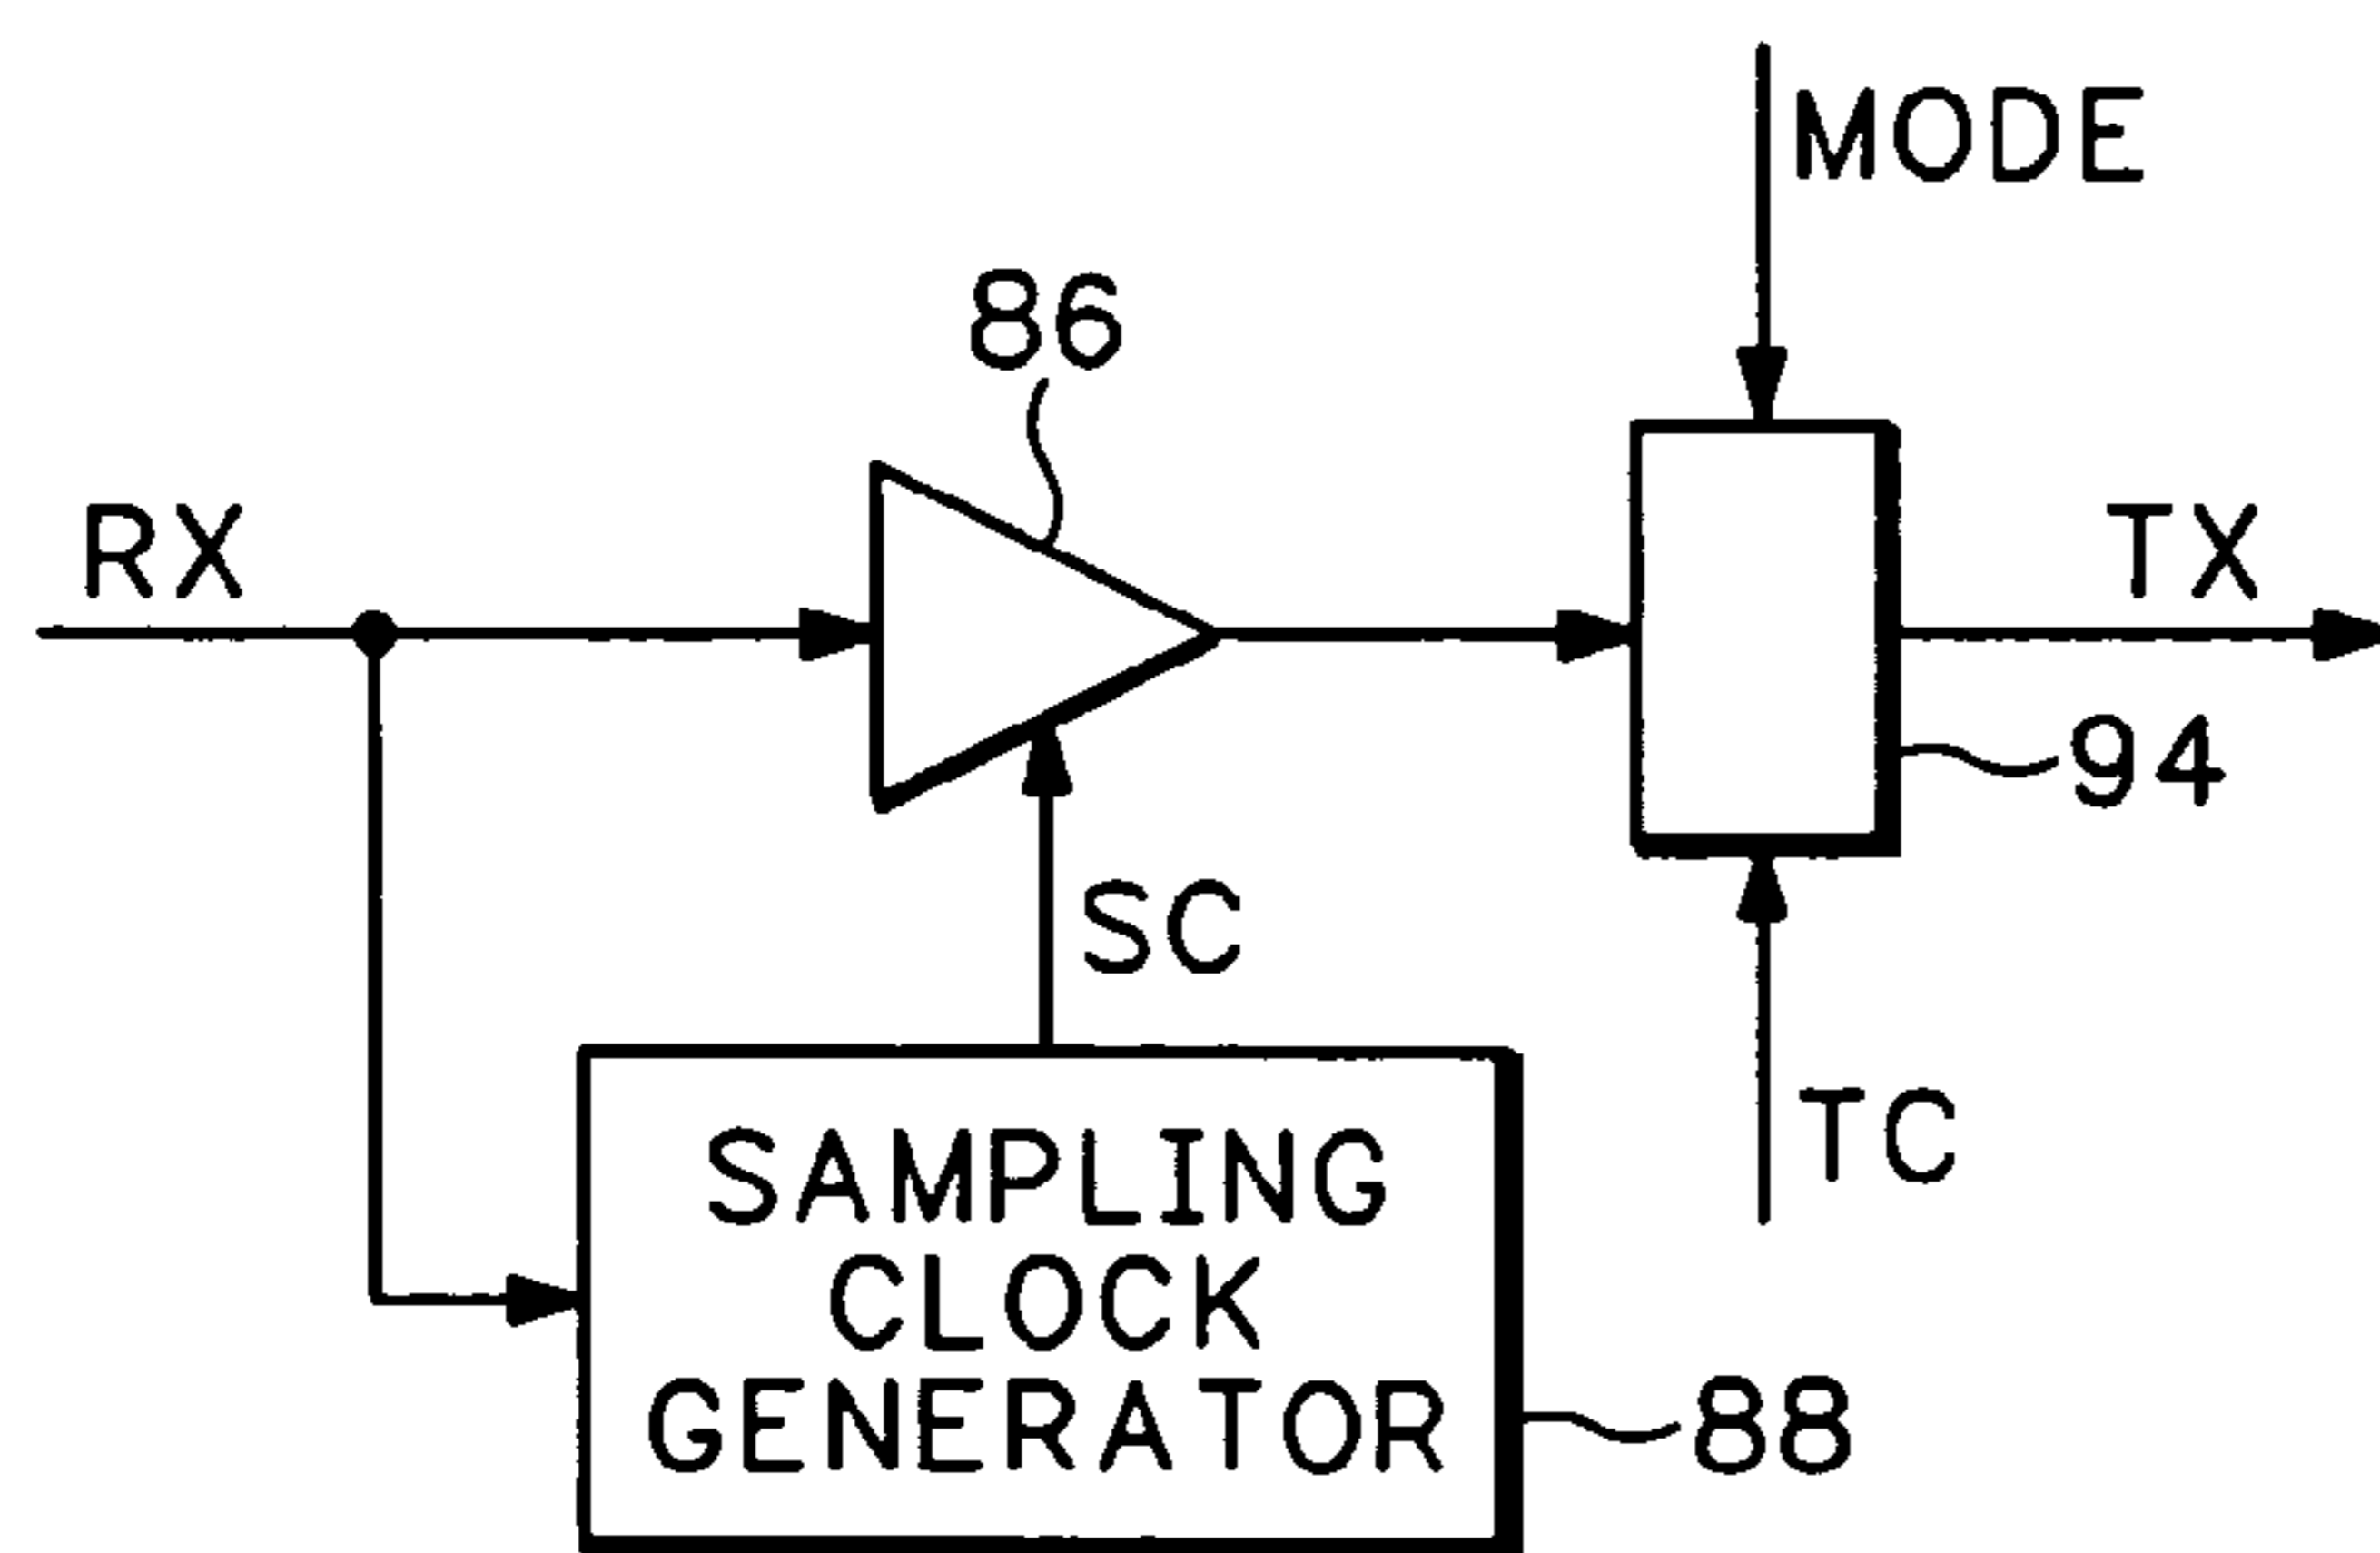 MODE
86
RX
TX
94
SC
TC
SAMPLING
CLOCK
GENERATOR
88